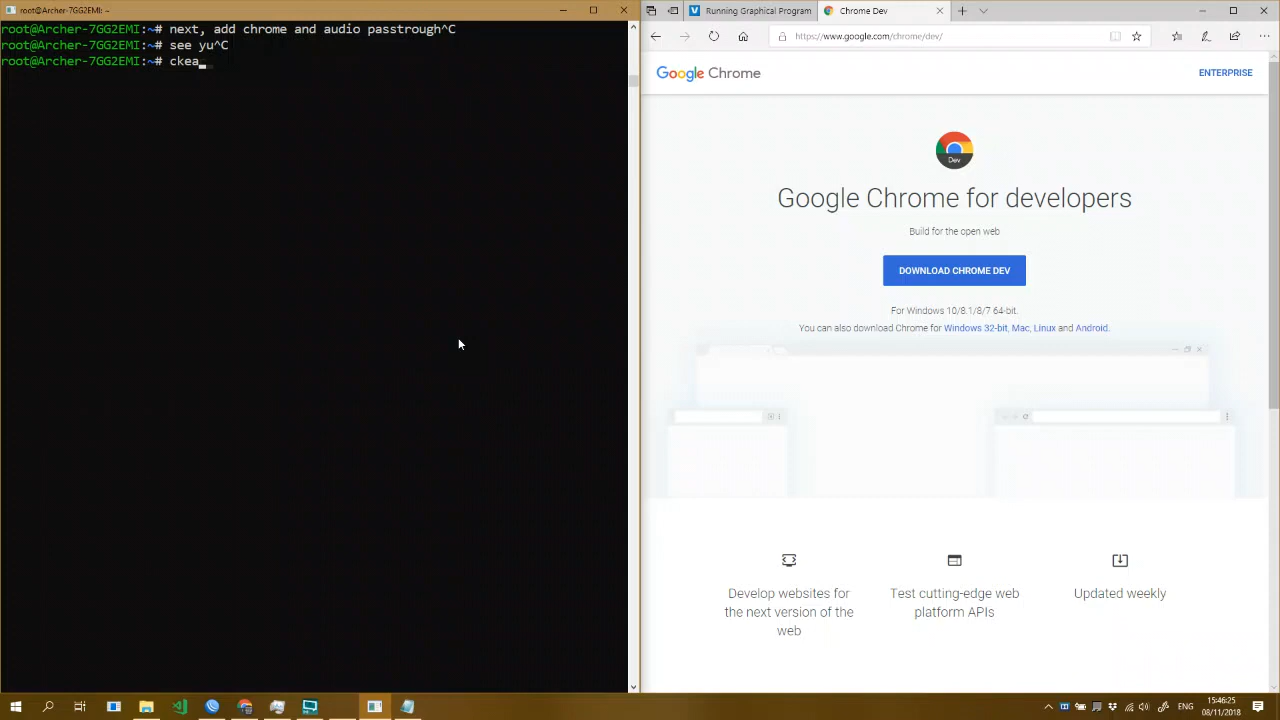 root@Archer-7GG2EMI: ~
root@Archer-7GG2EMI:~# next, add chrome and audio passtrough^C
root@Archer-7GG2EMI:~# see yu^C
root@Archer-7GG2EMI:~# ckea
Running Graphical Program
Chrome Dev
https://www.google.com/chrome/dev/
Google Chrome
ENTERPRISE
Dev
Google Chrome for developers
Build for the open web
DOWNLOAD CHROME DEV
For Windows 10/8.1/8/7 64-bit.
You can also download Chrome for Windows 32-bit, Mac, Linux and Android.
Develop websites for
the next version of the
web
Test cutting-edge web
platform APIs
Updated weekly
ENG
15:46:25
08/11/2018